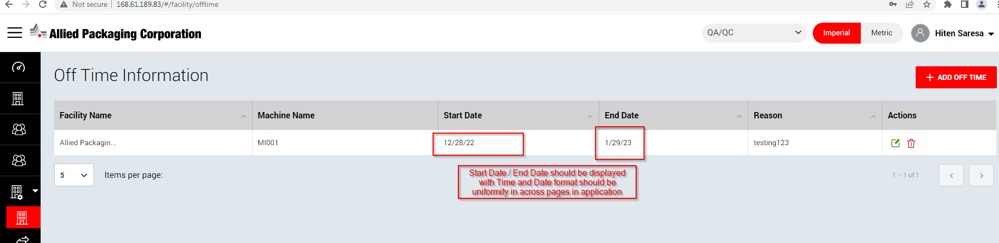 Not secure | 168.61.189.83/#/facility/offtime
Allied Packaging Corporation
QA/QC
Imperial
Metric
Hiten Saresa
Off Time Information
ADD OFF TIME
Facility Name
Machine Name
Start Date
End Date
Reason
Actions
Allied Packagin...
MI001
12/28/22
1/29/23
testing123
Start Date / End Date should be displayed
with Time and Date format should be
uniformity in across pages in application
5
Items per page:
1 – 1 of 1